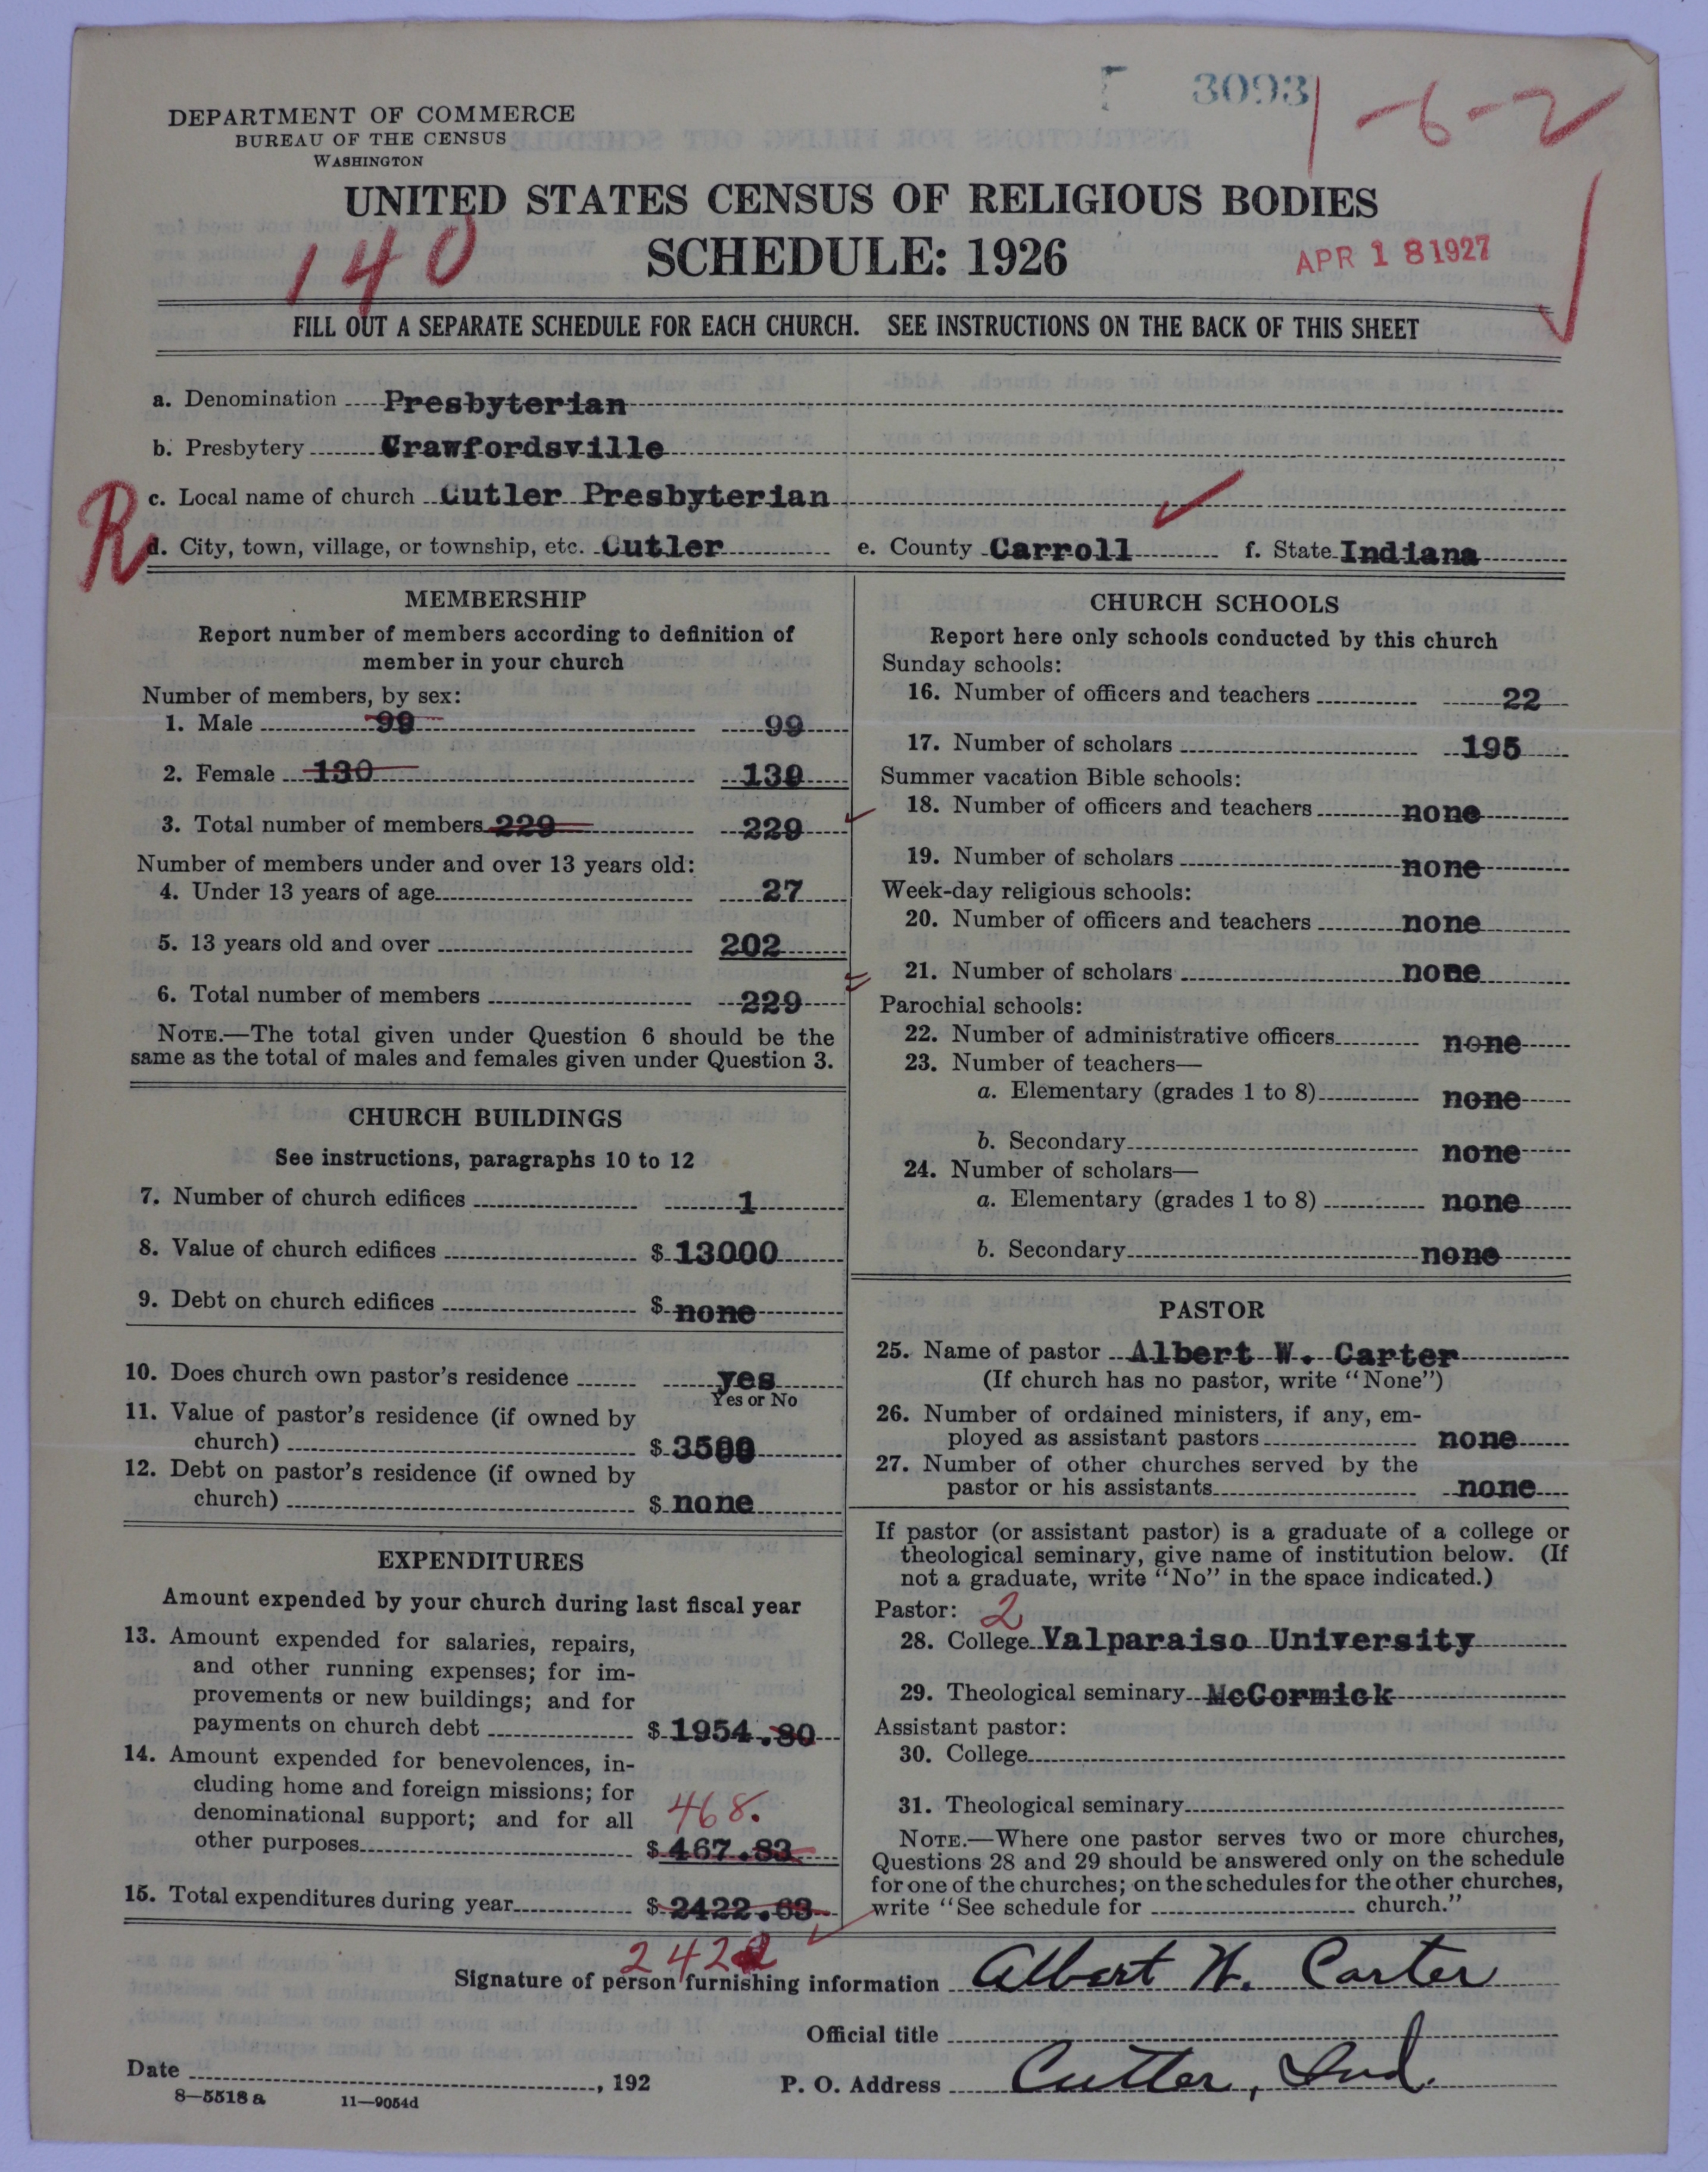 3093
1-6-2
DEPARTMENT OF COMMERCE
BUREAU OF THE CENSUS
WASHINGTON
UNITED STATES CENSUS OF RELIGIOUS BODIES
140
SCHEDULE: 1926
APR 18 1927
FILL OUT A SEPARATE SCHEDULE FOR EACH CHURCH. SEE INSTRUCTIONS ON THE BACK OF THIS SHEET
a. Denomination Presbyterian
b. Presbytery Crawfordsville
c. Local name of church Cutler Presbyterian
R
d. City, town, village, or township, etc. Cutler e. County Carroll f. State Indiana
MEMBERSHIP
Report number of members according to definition of
member in your church
Number of members, by sex:
1. Male 99 99
2. Female 130 130
3. Total number of members 229 229
Number of members under and over 13 years old:
4. Under 13 years of age 27
5. 13 years old and over 202
6. Total number of members 229
NOTE.—The total given under Question 6 should be the
same as the total of males and females given under Question 3.
CHURCH BUILDINGS
See instructions, paragraphs 10 to 12
7. Number of church edifices 1
8. Value of church edifices $ 13000
9. Debt on church edifices $ none
10. Does church own pastor's residence yes
Yes or No
11. Value of pastor's residence (if owned by
church) $ 3500
12. Debt on pastor's residence (if owned by
church) $ none
EXPENDITURES
Amount expended by your church during last fiscal year
13. Amount expended for salaries, repairs,
and other running expenses; for im-
provements or new buildings; and for
payments on church debt $ 1954.80
14. Amount expended for benevolences, in-
cluding home and foreign missions; for
denominational support; and for all 468.
other purposes $ 467.83
15. Total expenditures during year $ 2422.63
CHURCH SCHOOLS
Report here only schools conducted by this church
Sunday schools:
16. Number of officers and teachers 22
17. Number of scholars 195
Summer vacation Bible schools:
18. Number of officers and teachers none
19. Number of scholars none
Week-day religious schools:
20. Number of officers and teachers none
21. Number of scholars none
Parochial schools:
22. Number of administrative officers none
23. Number of teachers—
a. Elementary (grades 1 to 8) none
b. Secondary none
24. Number of scholars—
a. Elementary (grades 1 to 8) none
b. Secondary none
PASTOR
25. Name of pastor Albert W. Carter
(If church has no pastor, write "None")
26. Number of ordained ministers, if any, em-
ployed as assistant pastors none
27. Number of other churches served by the
pastor or his assistants none
If pastor (or assistant pastor) is a graduate of a college or
theological seminary, give name of institution below. (If
not a graduate, write "No" in the space indicated.)
Pastor: 2
28. College Valparaiso University
29. Theological seminary McCormick
Assistant pastor:
30. College
31. Theological seminary
NOTE.—Where one pastor serves two or more churches,
Questions 28 and 29 should be answered only on the schedule
for one of the churches; on the schedules for the other churches,
write "See schedule for church."
Signature of person furnishing information Albert W. Carter
Official title
Date , 192
P. O. Address Cutler, Ind.
8—5518 a 11—9054d